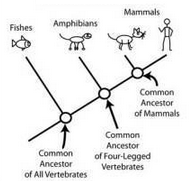 Fishes
Amphibians
Mammals
Common
Ancestor
of Mammals
Common
Ancestor
of Four-Legged
Vertebrates
Common
Ancestor
of All Vertebrates